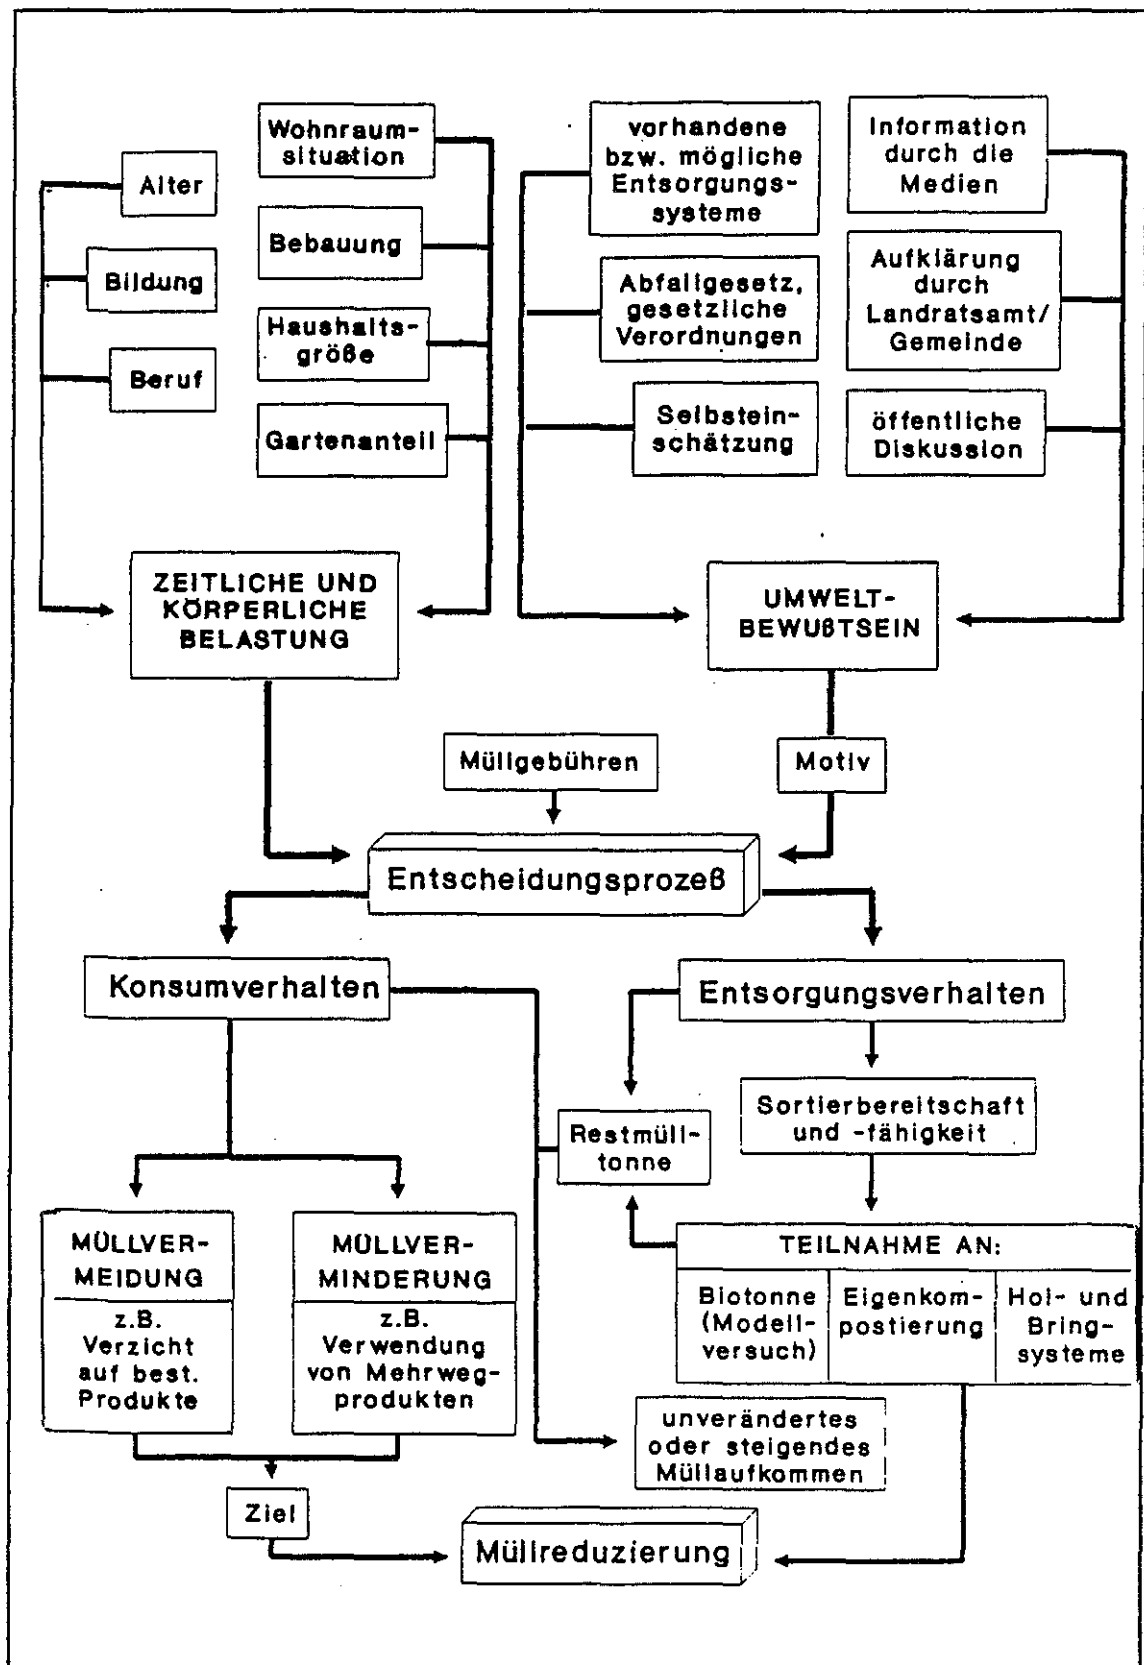 Wohnraum-
situation
Alter
Bebauung
Bildung
Haushalts-
größe
Beruf
Gartenanteil
vorhandene
bzw. mögliche
Entsorgungs-
systeme
Information
durch die
Medien
Abfallgesetz,
gesetzliche
Verordnungen
Aufklärung
durch
Landratsamt/
Gemeinde
Selbstein-
schätzung
öffentliche
Diskussion
ZEITLICHE UND
KÖRPERLICHE
BELASTUNG
UMWELT-
BEWUßTSEIN
Müllgebühren
Motiv
Entscheidungsprozeß
Konsumverhalten
Entsorgungsverhalten
Sortierbereitschaft
und -fähigkeit
Restmüll-
tonne
MÜLLVER-
MEIDUNG
z.B.
Verzicht
auf best.
Produkte
MÜLLVER-
MINDERUNG
z.B.
Verwendung
von Mehrweg-
produkten
TEILNAHME AN:
Biotonne
(Modell-
versuch)
Eigenkom-
postierung
Hol- und
Bring-
systeme
unverändertes
oder steigendes
Müllaufkommen
Ziel
Müllreduzierung